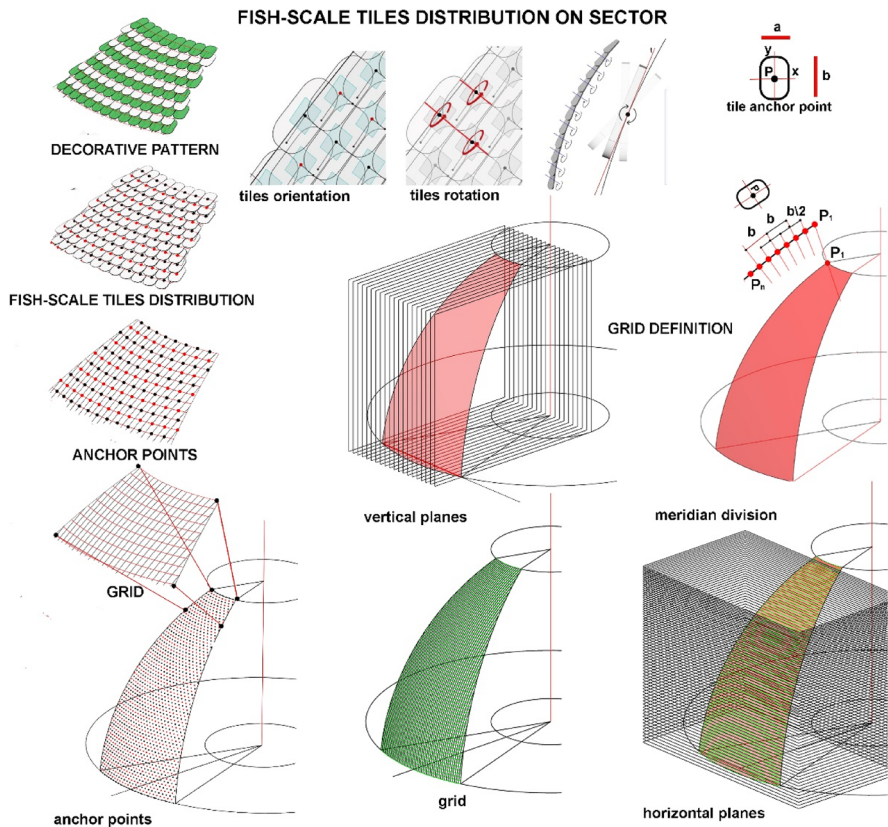 FISH-SCALE TILES DISTRIBUTION ON SECTOR
a
y
P
x
b
tile anchor point
DECORATIVE PATTERN
tiles orientation
tiles rotation
P
b\2
b
b
P1
P1
Pn
FISH-SCALE TILES DISTRIBUTION
GRID DEFINITION
ANCHOR POINTS
vertical planes
meridian division
GRID
anchor points
grid
horizontal planes